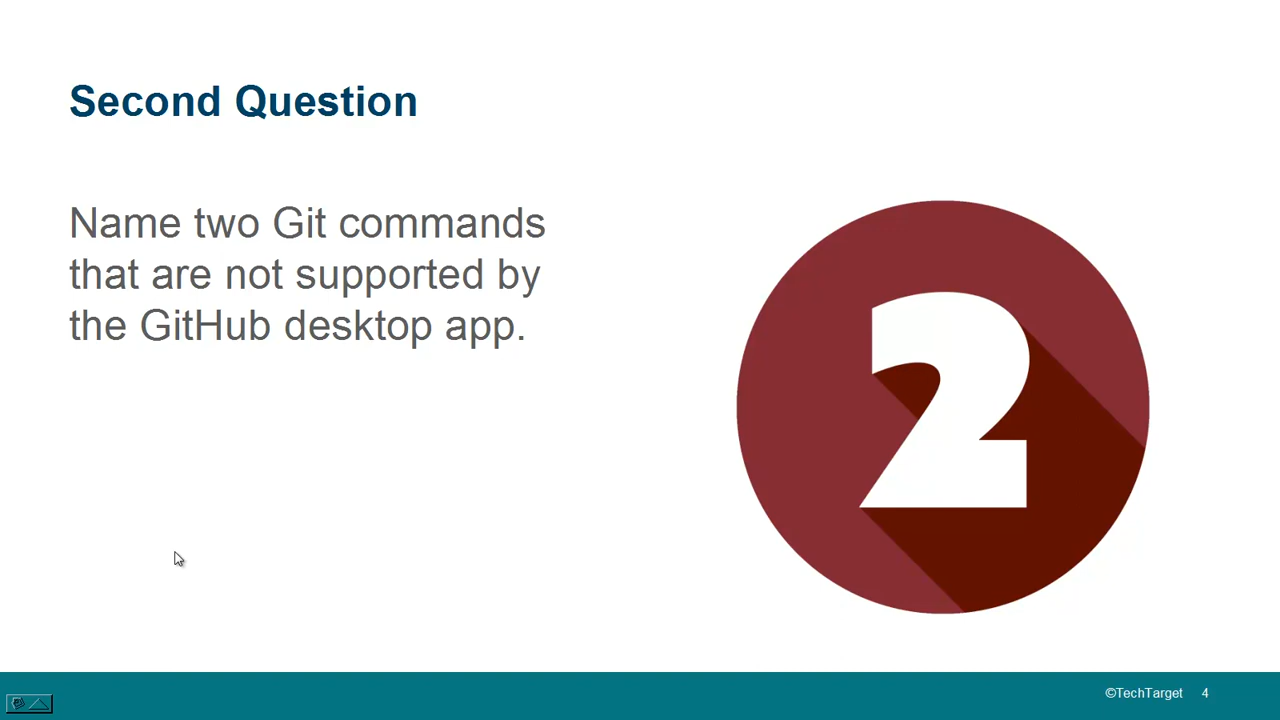 Second Question
Name two Git commands
that are not supported by
the GitHub desktop app.
2
©TechTarget 4